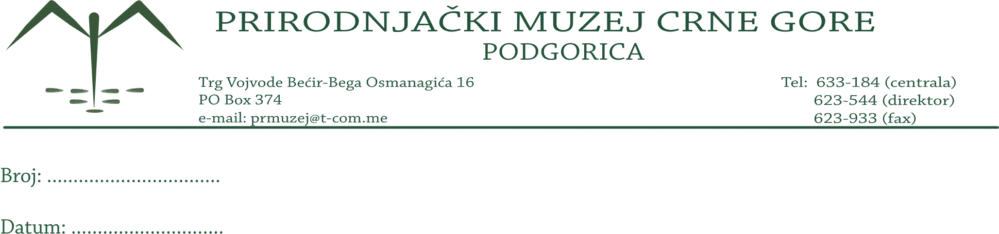 PRIRODNJAČKI MUZEJ CRNE GORE
PODGORICA
Trg Vojvode Bećir-Bega Osmanagića 16
PO Box 374
e-mail: prmuzej@t-com.me
Tel: 633-184 (centrala)
623-544 (direktor)
623-933 (fax)
Broj: .................................
Datum: .............................